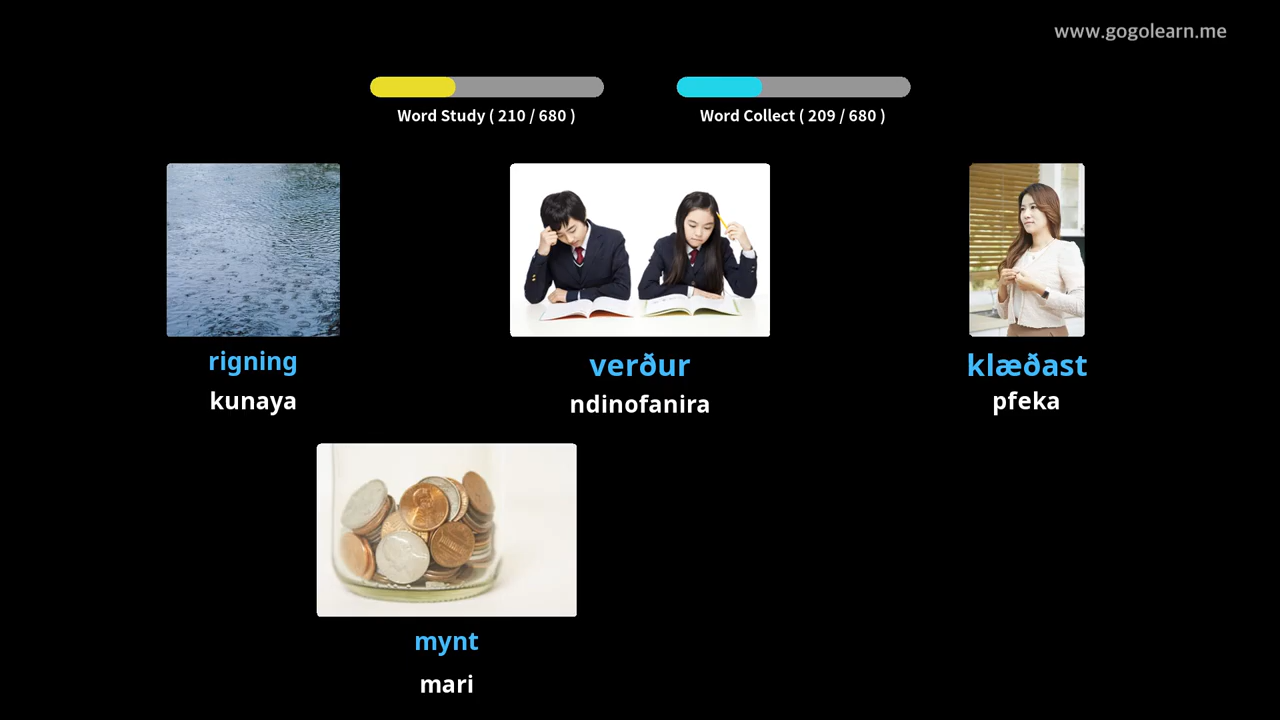 www.gogolearn.me
Word Study ( 210 / 680 )
Word Collect ( 209 / 680 )
rigning
kunaya
verður
ndinofanira
klæðast
pfeka
mynt
mari